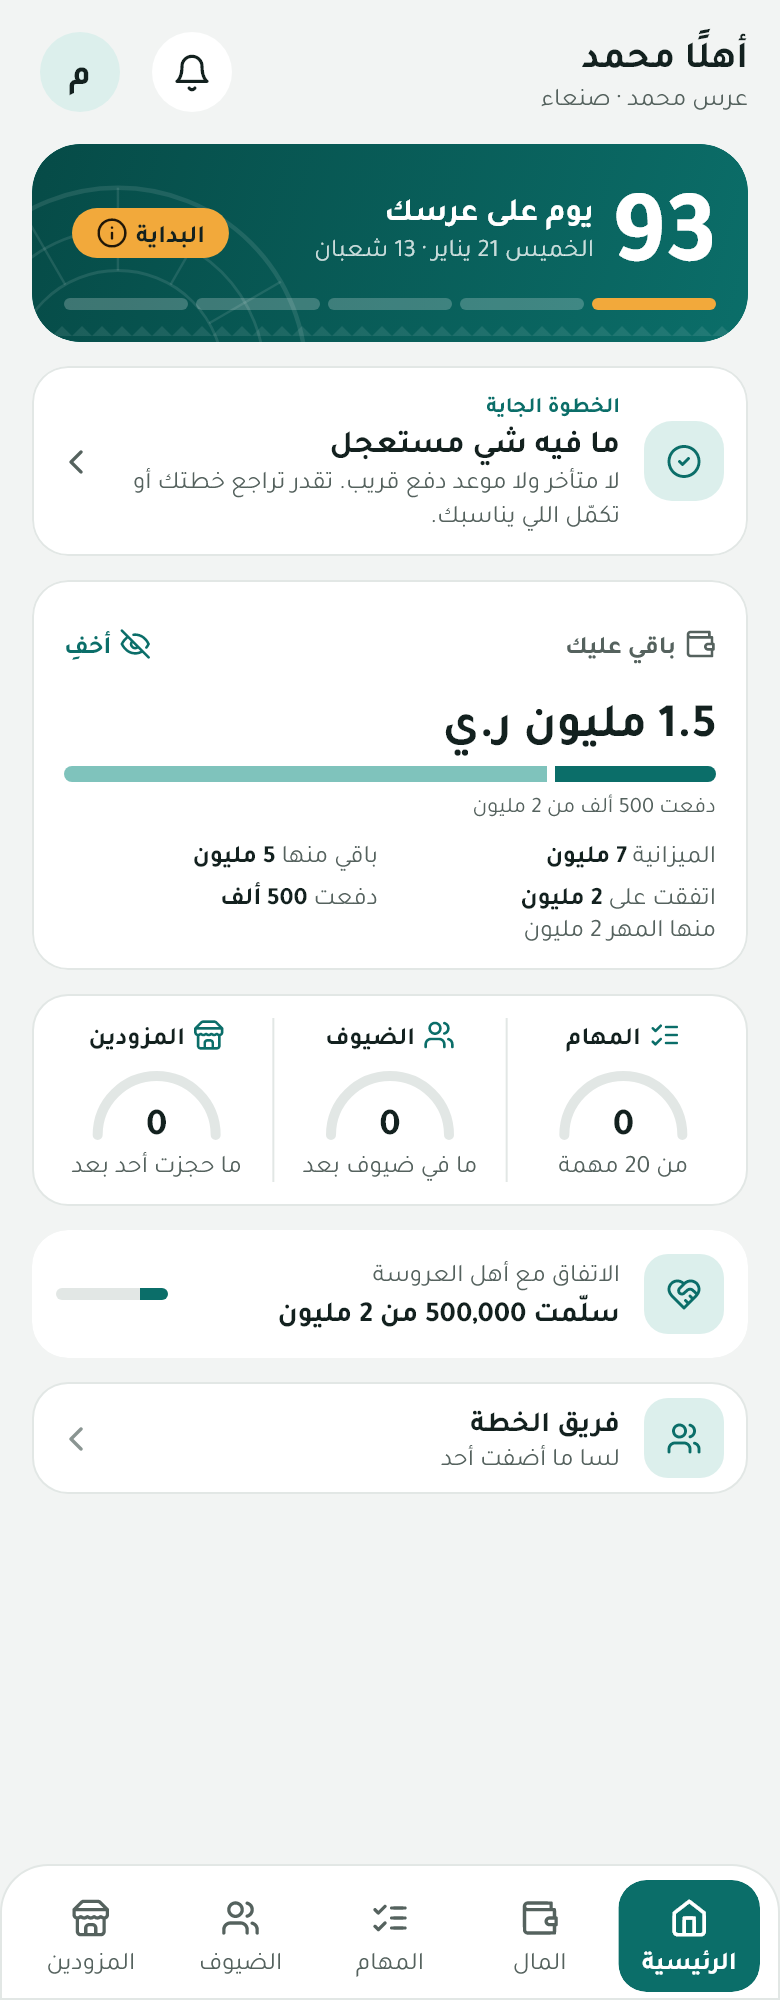 أهلًا محمد
عرس محمد · صنعاء
م
93
يوم على عرسك
الخميس 21 يناير · 13 شعبان
البداية
الخطوة الجاية
ما فيه شي مستعجل
لا متأخر ولا موعد دفع قريب. تقدر تراجع خطتك أو
تكمّل اللي يناسبك.
باقي عليك
أخفِ
1.5 مليون ر.ي
دفعت 500 ألف من 2 مليون
الميزانية 7 مليون
باقي منها 5 مليون
اتفقت على 2 مليون
دفعت 500 ألف
منها المهر 2 مليون
المهام
الضيوف
المزودين
0
0
0
من 20 مهمة
ما في ضيوف بعد
ما حجزت أحد بعد
الاتفاق مع أهل العروسة
سلّمت 500,000 من 2 مليون
فريق الخطة
لسا ما أضفت أحد
الرئيسية
المال
المهام
الضيوف
المزودين